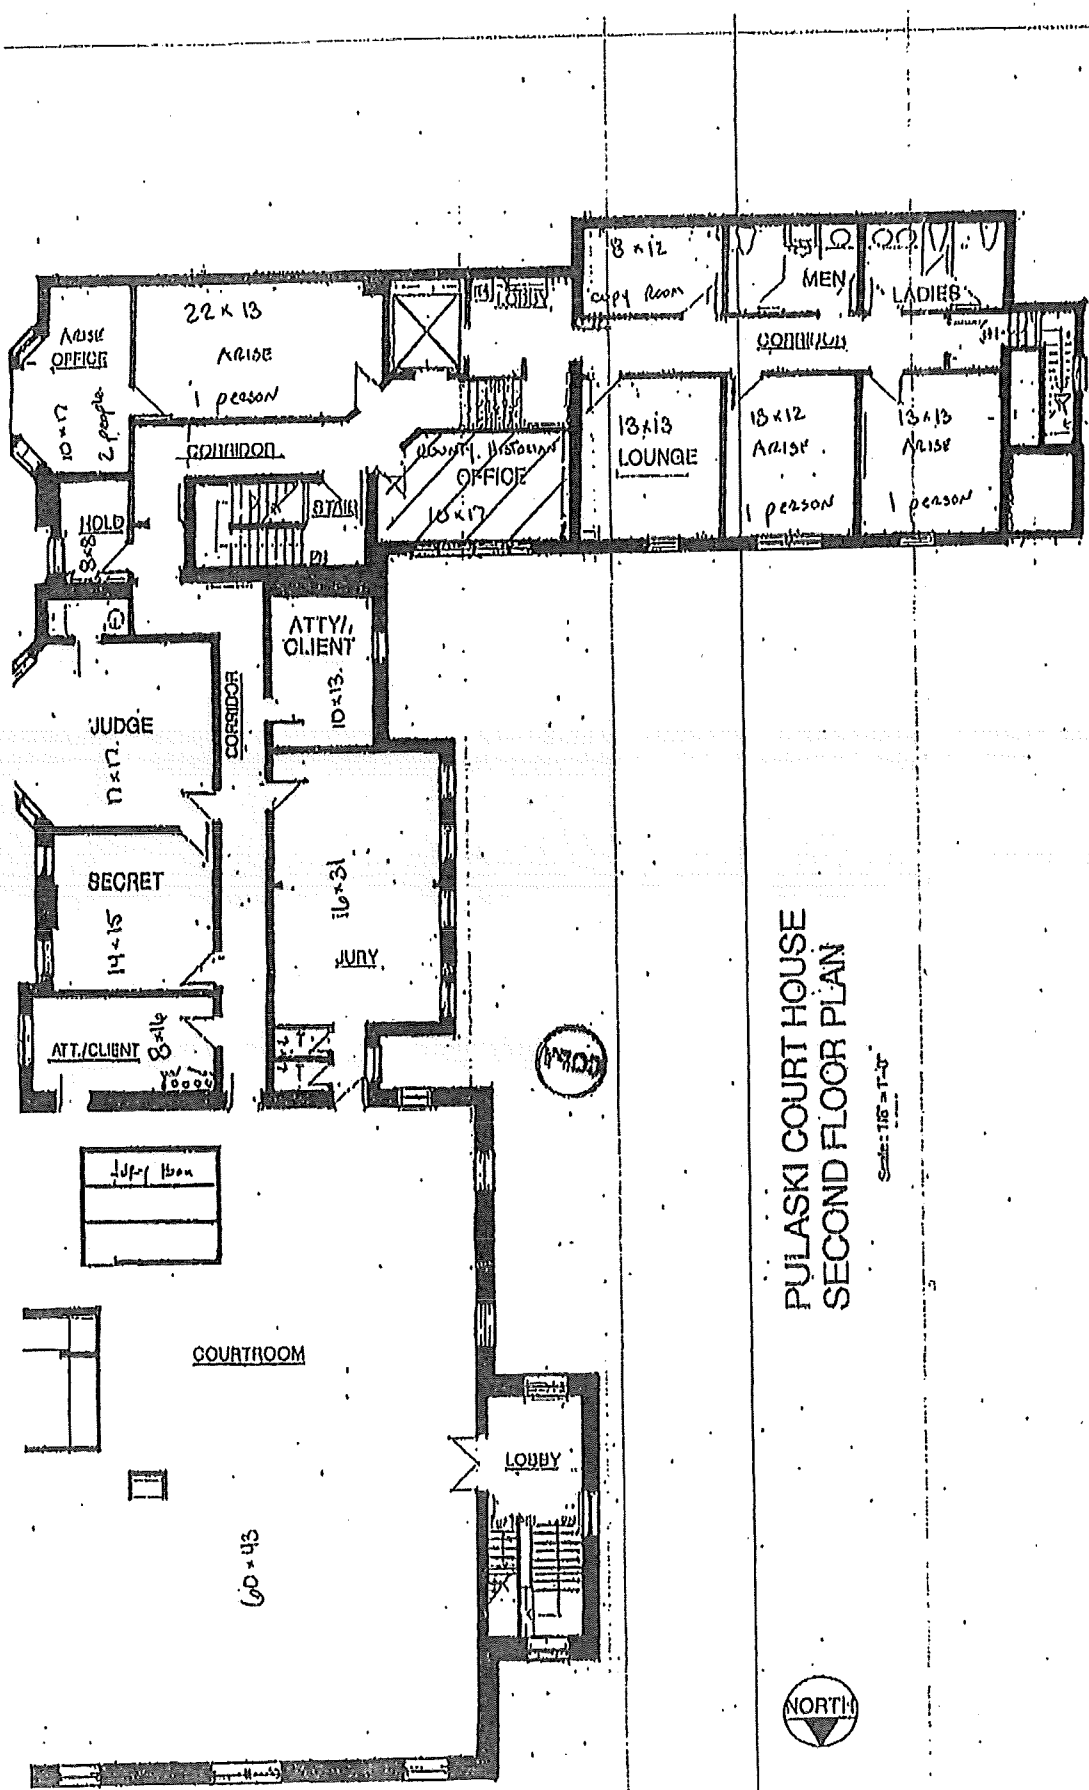 8 x 12
copy Room
MEN
LADIES
LOBBY
22 x 13
ARISE
1 person
ARISE
OFFICE
10 x 17
2 people
CORRIDOR
CORRIDOR
13 x 13
LOUNGE
13 x 12
ARISE
1 person
13 x 13
ARISE
1 person
COUNTY HISTORIAN
OFFICE
10 x 17
STAIR
HOLD
8 x 8
ATTY/
CLIENT
10 x 13
CORRIDOR
JUDGE
17 x 17
SECRET
14 x 15
16 x 31
JURY
ATT./CLIENT
8 x 16
Jury Box
COURTROOM
60 x 43
LOBBY
PULASKI COURT HOUSE
SECOND FLOOR PLAN
NORTH